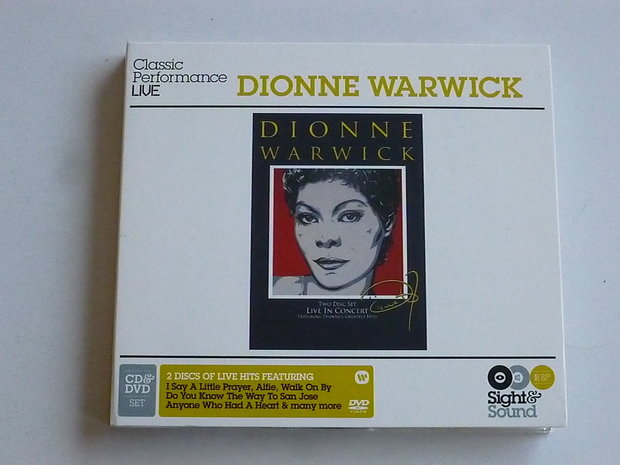 Classic
Performance
LIVE
DIONNE WARWICK
DIONNE
WARWICK
TWO DISC SET
LIVE IN CONCERT
FEATURING DIONNE'S GREATEST HITS
Dionne
CD&
DVD
SET
2 DISCS OF LIVE HITS FEATURING
I Say A Little Prayer, Alfie, Walk On By
Do You Know The Way To San Jose
Anyone Who Had A Heart & many more
DVD
VIDEO
Sight&
Sound